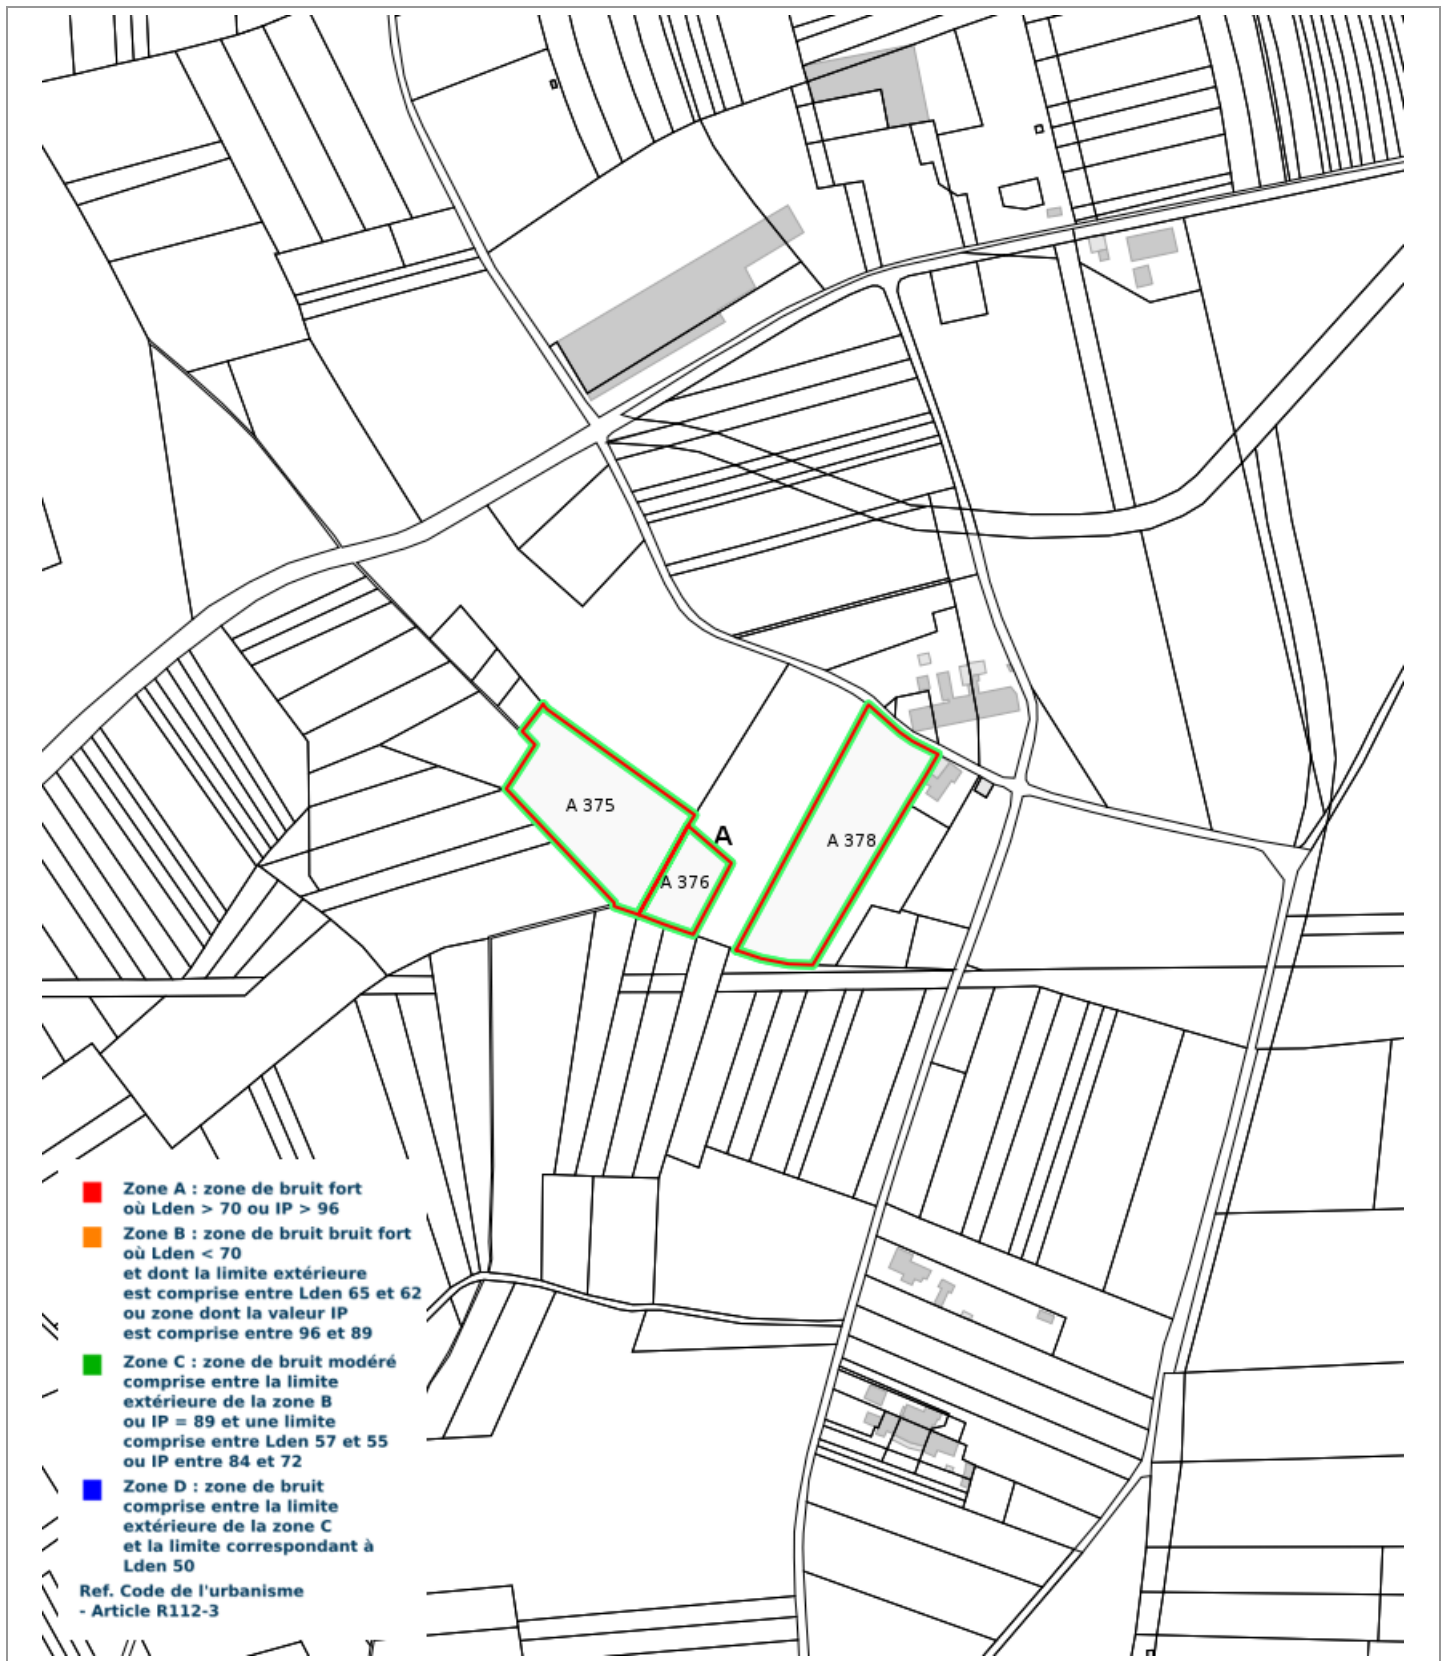 A 375
A
A 378
A 376
Zone A : zone de bruit fort
où Lden > 70 ou IP > 96
Zone B : zone de bruit bruit fort
où Lden < 70
et dont la limite extérieure
est comprise entre Lden 65 et 62
ou zone dont la valeur IP
est comprise entre 96 et 89
Zone C : zone de bruit modéré
comprise entre la limite
extérieure de la zone B
ou IP = 89 et une limite
comprise entre Lden 57 et 55
ou IP entre 84 et 72
Zone D : zone de bruit
comprise entre la limite
extérieure de la zone C
et la limite correspondant à
Lden 50
Ref. Code de l'urbanisme
- Article R112-3